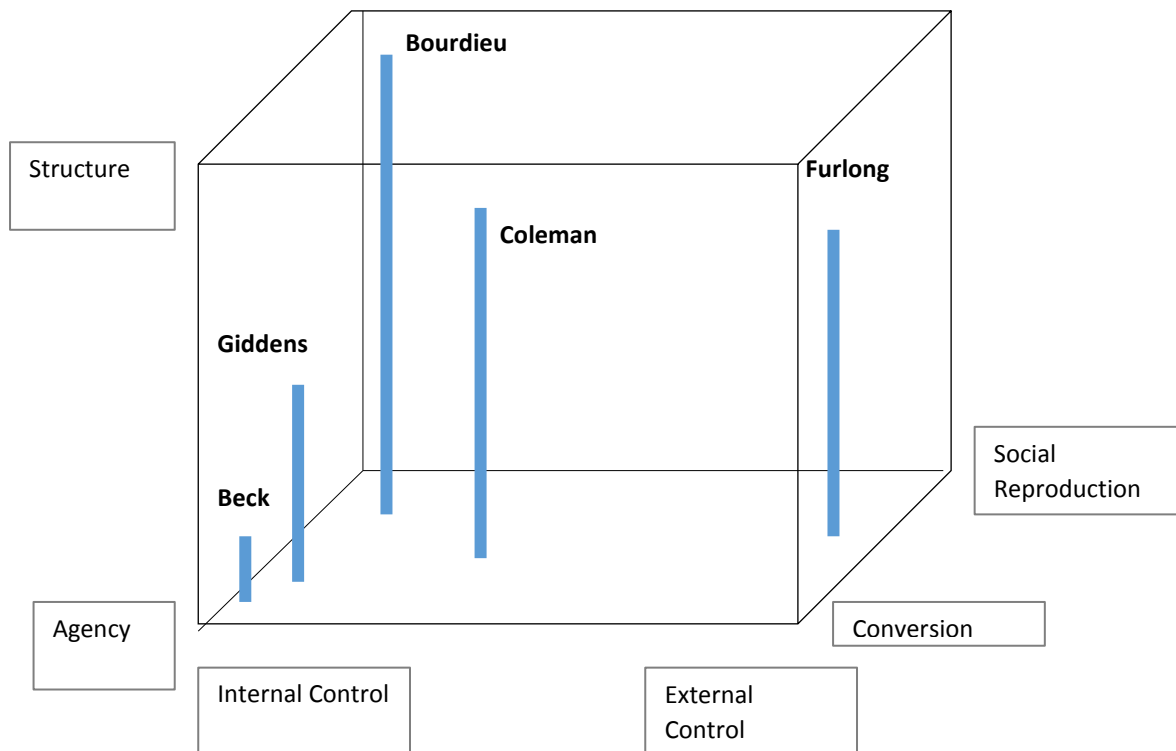 Bourdieu
Structure
Furlong
Coleman
Giddens
Social
Reproduction
Beck
Agency
Conversion
Internal Control
External
Control